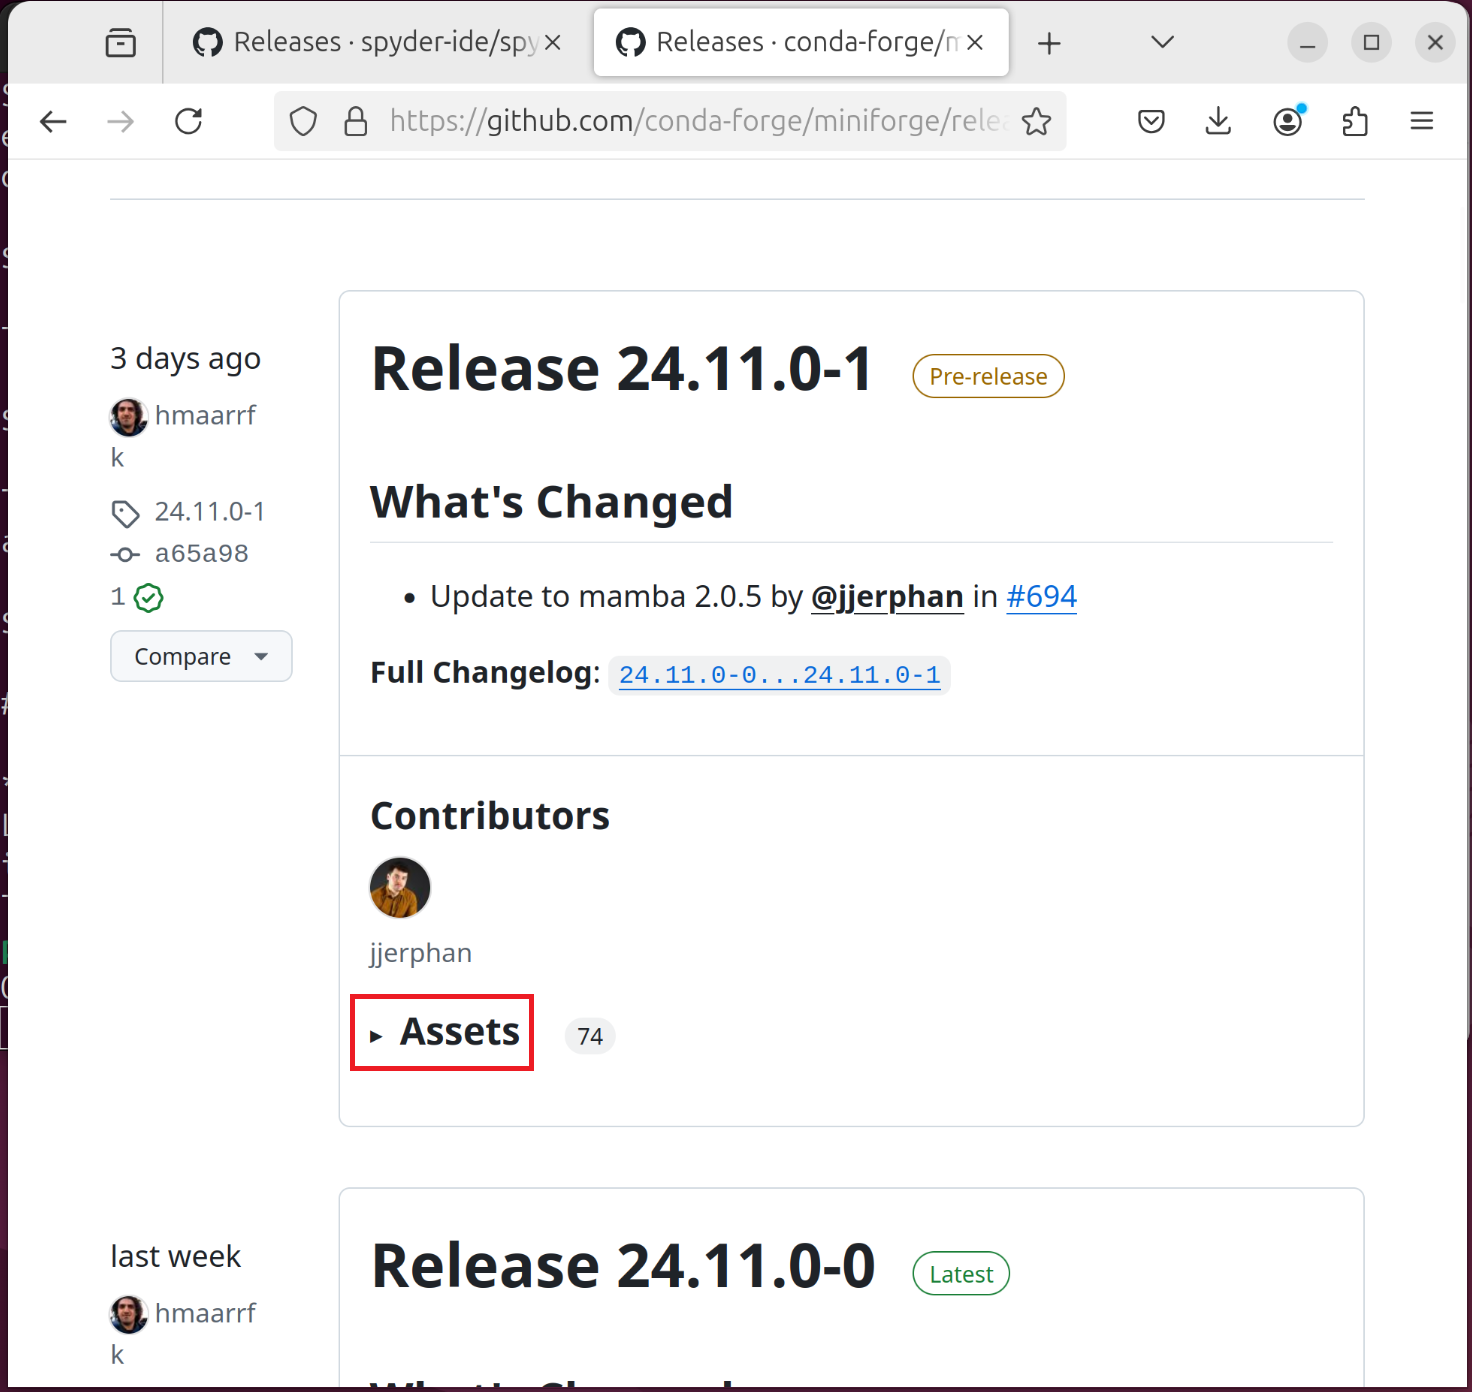 Releases · spyder-ide/spy
Releases · conda-forge/m
https://github.com/conda-forge/miniforge/relea
3 days ago
hmaarrf
k
24.11.0-1
a65a98
1
Compare
Release 24.11.0-1 Pre-release
What's Changed
• Update to mamba 2.0.5 by @jjerphan in #694
Full Changelog: 24.11.0-0...24.11.0-1
Contributors
jjerphan
Assets 74
last week
hmaarrf
k
Release 24.11.0-0 Latest